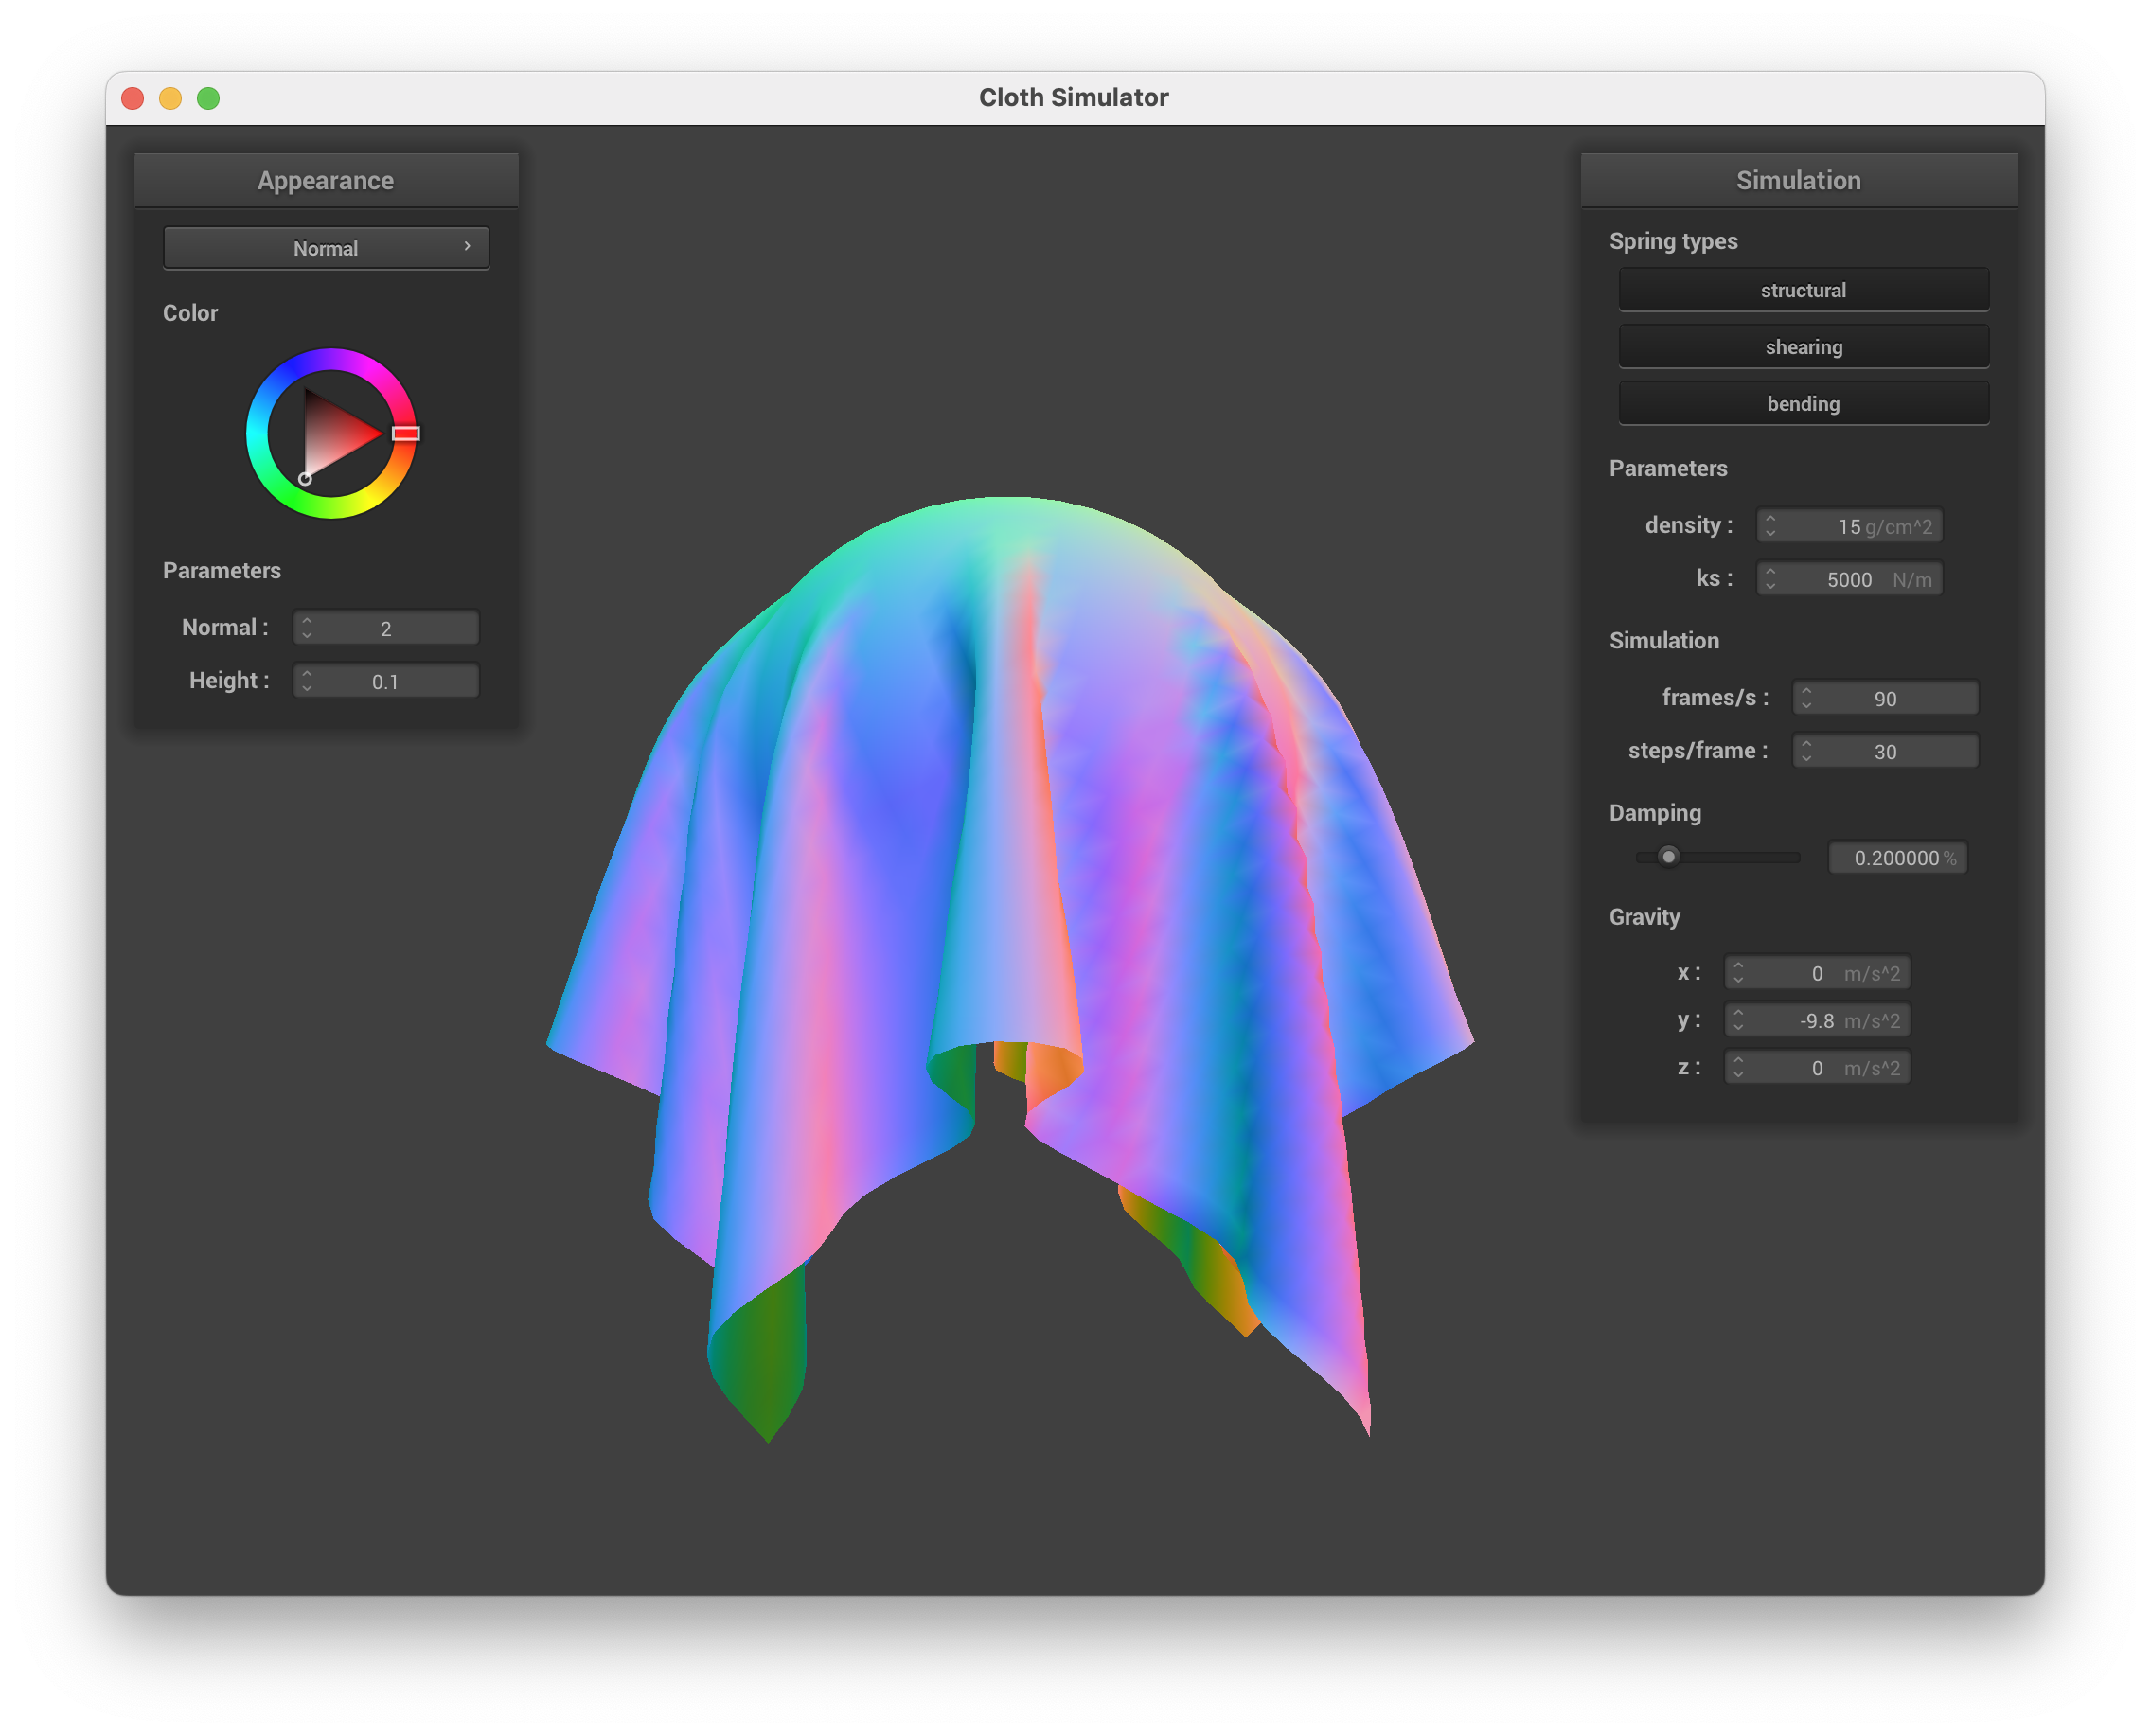 Cloth Simulator
Appearance
Normal
Color
Parameters
Normal : 2
Height : 0.1
Simulation
Spring types
structural
shearing
bending
Parameters
density : 15 g/cm^2
ks : 5000 N/m
Simulation
frames/s : 90
steps/frame : 30
Damping
0.200000 %
Gravity
x : 0 m/s^2
y : -9.8 m/s^2
z : 0 m/s^2